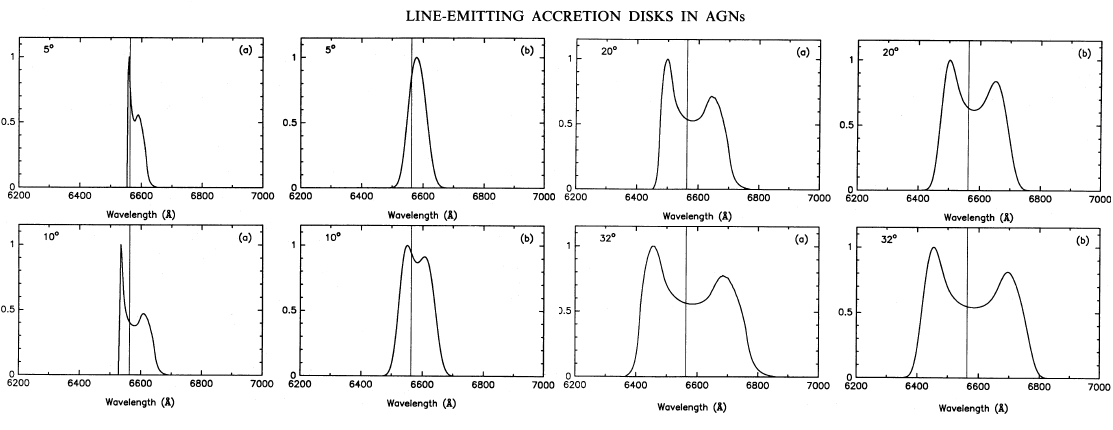 LINE-EMITTING ACCRETION DISKS IN AGNs
5° (a)
1
0.5
0
6200 6400 6600 6800 7000
Wavelength (Å)
5° (b)
1
0.5
0
6200 6400 6600 6800 7000
Wavelength (Å)
20° (a)
1
0.5
0
6200 6400 6600 6800 7000
Wavelength (Å)
20° (b)
1
0.5
0
6200 6400 6600 6800 7000
Wavelength (Å)
10° (a)
1
0.5
0
6200 6400 6600 6800 7000
Wavelength (Å)
10° (b)
1
0.5
0
6200 6400 6600 6800 7000
Wavelength (Å)
32° (a)
1
0.5
0
6200 6400 6600 6800 7000
Wavelength (Å)
32° (b)
1
0.5
0
6200 6400 6600 6800 7000
Wavelength (Å)